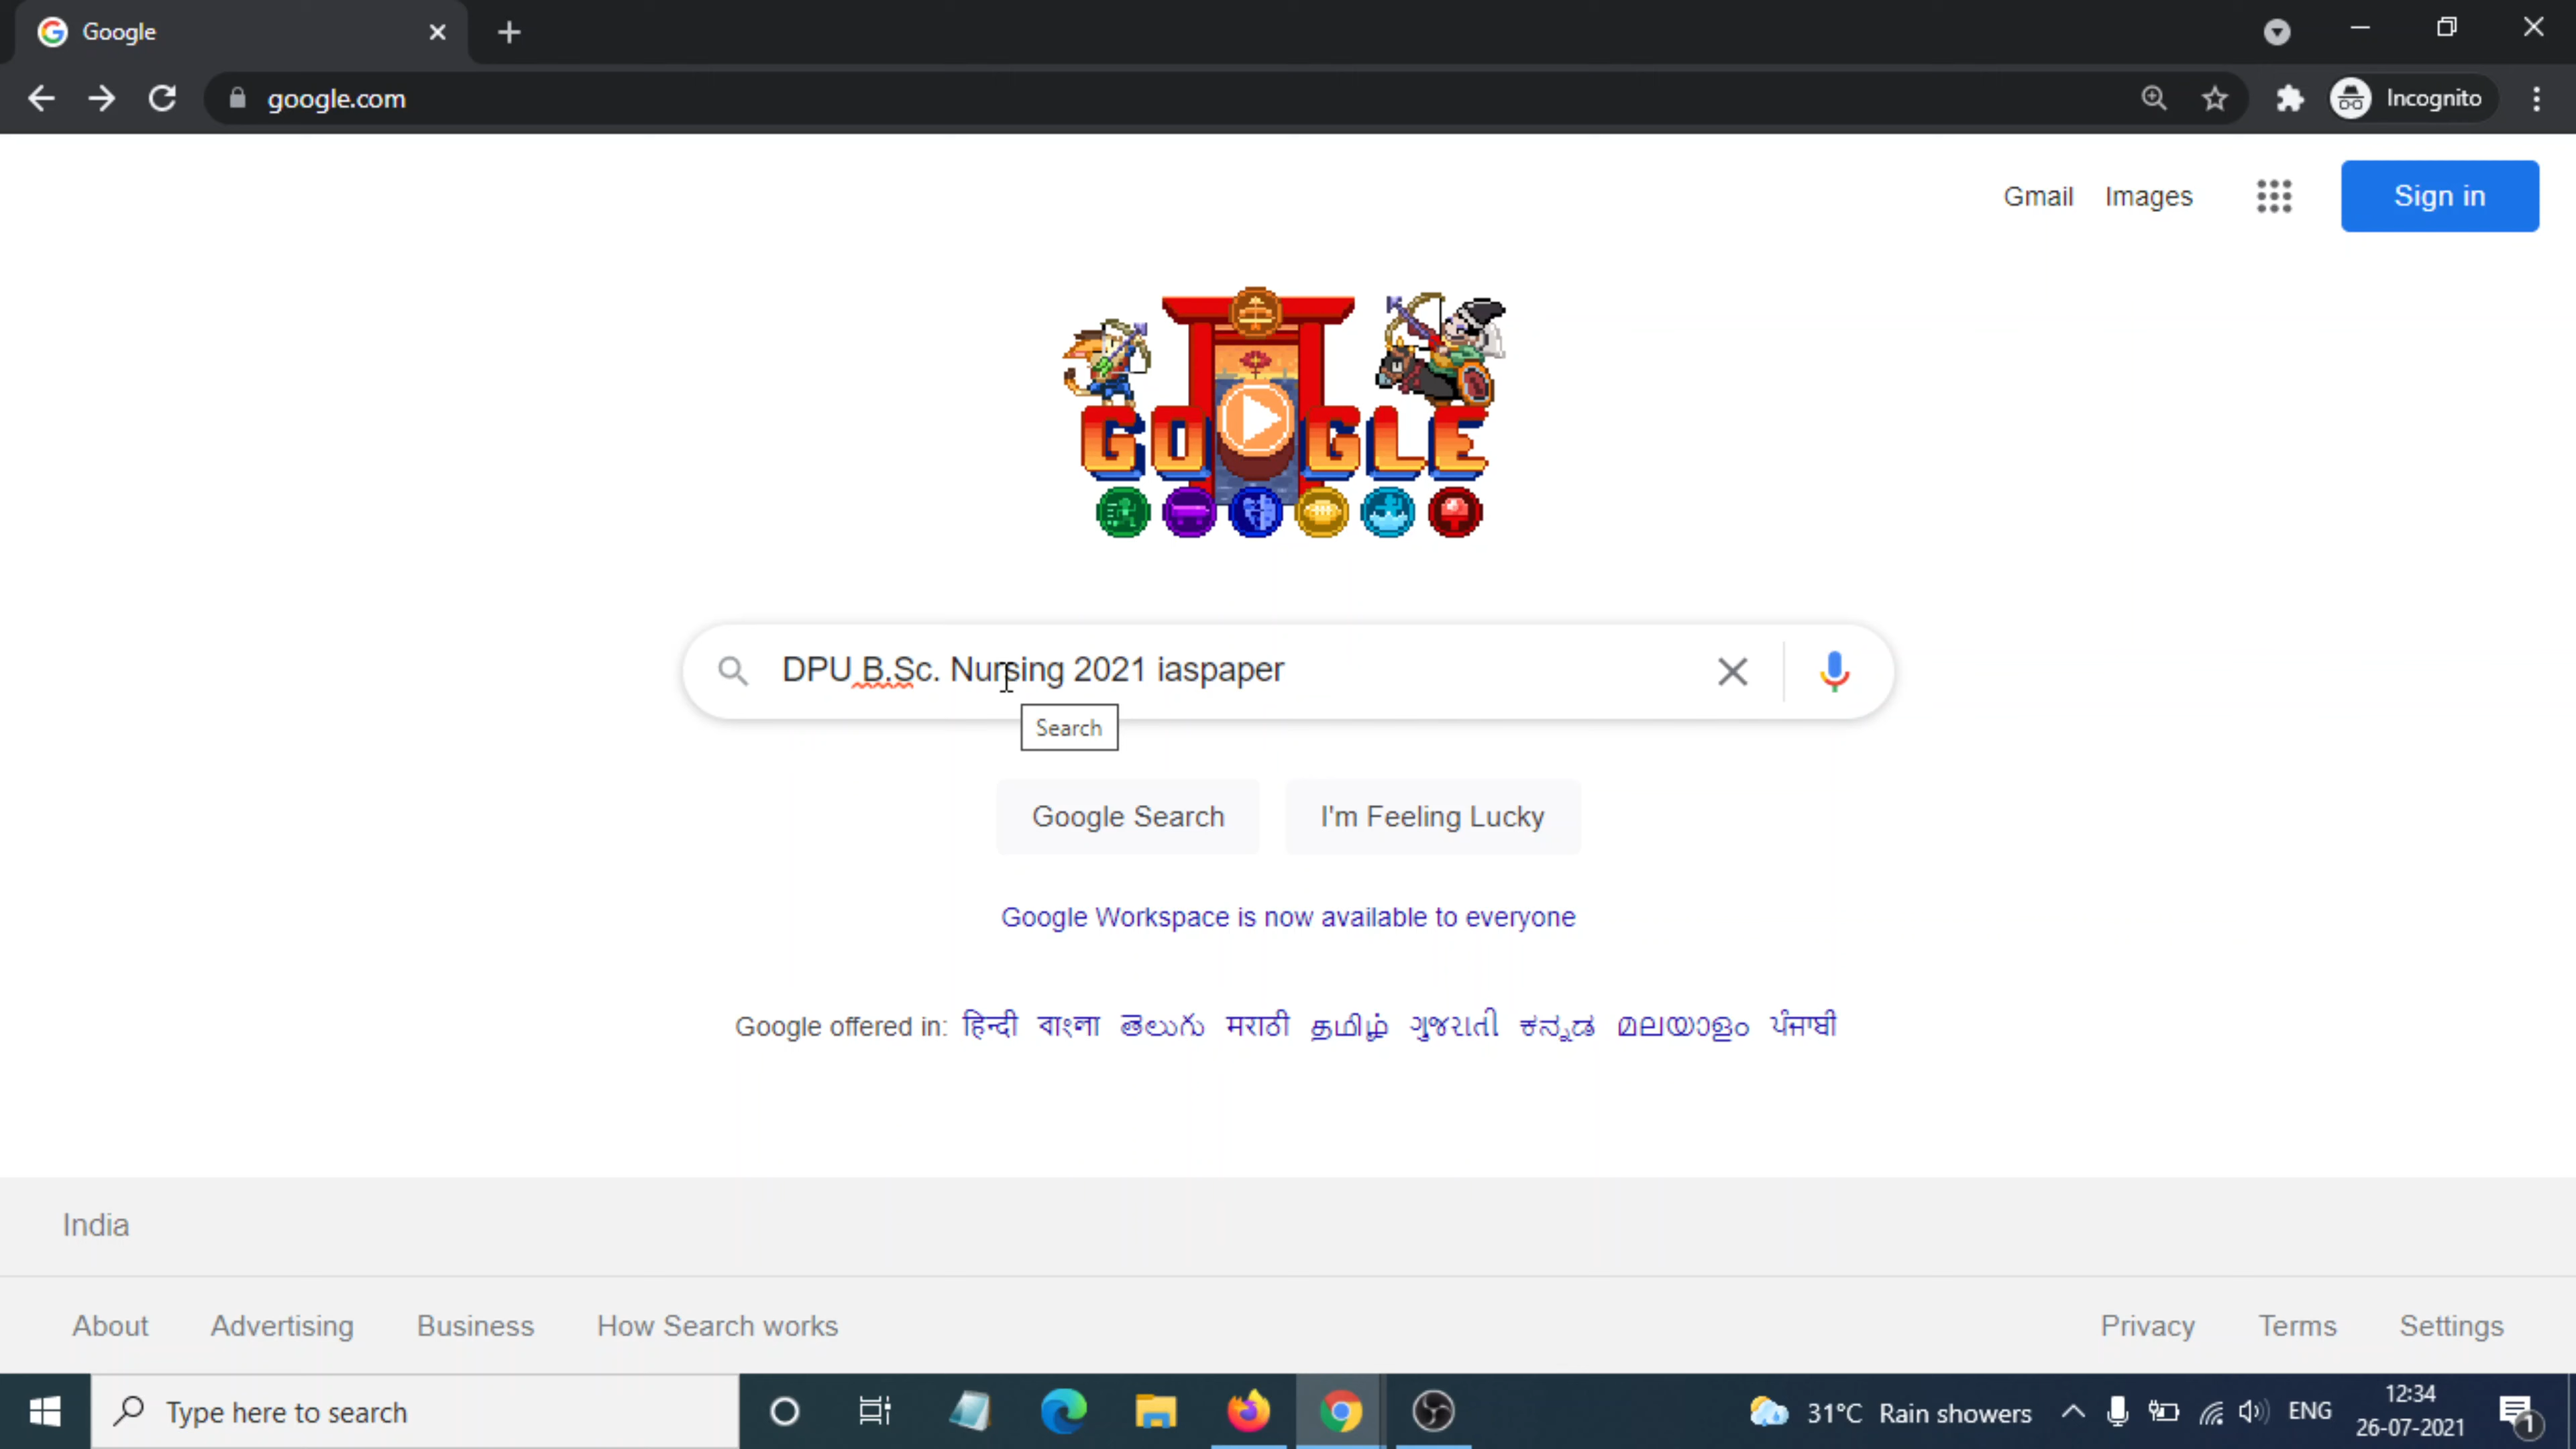 Google
google.com
Incognito
Gmail Images Sign in
GOOGLE
DPU B.Sc. Nursing 2021 iaspaper
Search
Google Search I'm Feeling Lucky
Google Workspace is now available to everyone
Google offered in: हिन्दी বাংলা తెలుగు मराठी தமிழ் ગુજરાતી ಕನ್ನಡ മലയാളം ਪੰਜਾਬੀ
India
About Advertising Business How Search works Privacy Terms Settings
Type here to search 31°C Rain showers ENG 12:34
26-07-2021 1